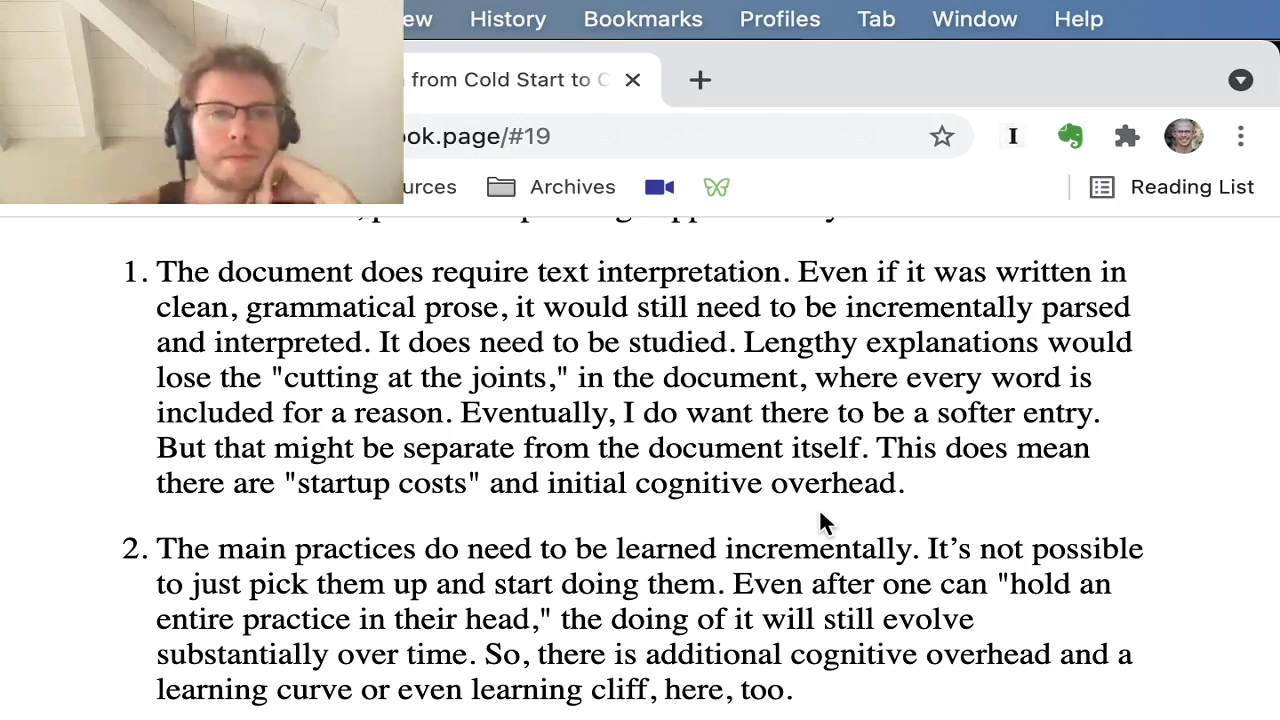 ew History Bookmarks Profiles Tab Window Help
from Cold Start to
ok.page/#19
I
urces Archives Reading List
1. The document does require text interpretation. Even if it was written in
clean, grammatical prose, it would still need to be incrementally parsed
and interpreted. It does need to be studied. Lengthy explanations would
lose the "cutting at the joints," in the document, where every word is
included for a reason. Eventually, I do want there to be a softer entry.
But that might be separate from the document itself. This does mean
there are "startup costs" and initial cognitive overhead.
2. The main practices do need to be learned incrementally. It’s not possible
to just pick them up and start doing them. Even after one can "hold an
entire practice in their head," the doing of it will still evolve
substantially over time. So, there is additional cognitive overhead and a
learning curve or even learning cliff, here, too.